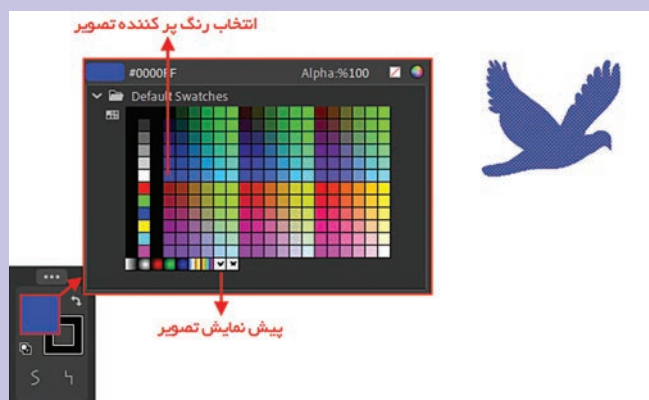 انتخاب رنگ پر کننده تصویر
#0000FF Alpha:%100
Default Swatches
پیش نمایش تصویر